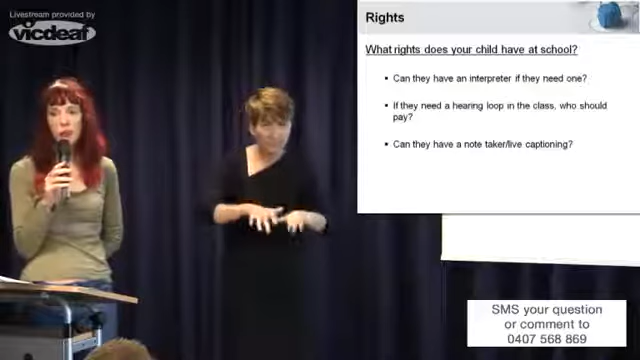 Livestream provided by
vicdeaf
Rights
What rights does your child have at school?
• Can they have an interpreter if they need one?
• If they need a hearing loop in the class, who should
pay?
• Can they have a note taker/live captioning?
SMS your question
or comment to
0407 568 869